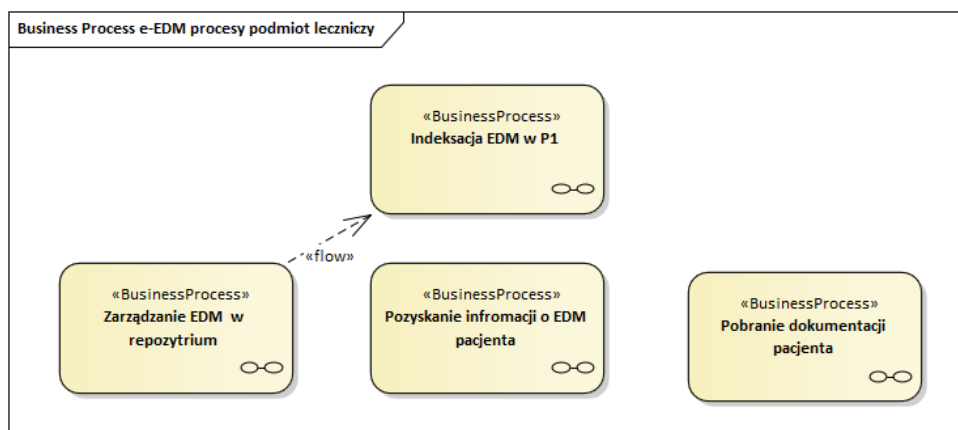 Business Process e-EDM procesy podmiot leczniczy
«BusinessProcess»
Indeksacja EDM w P1
«flow»
«BusinessProcess»
Zarządzanie EDM w
repozytrium
«BusinessProcess»
Pozyskanie infromacji o EDM
pacjenta
«BusinessProcess»
Pobranie dokumentacji
pacjenta